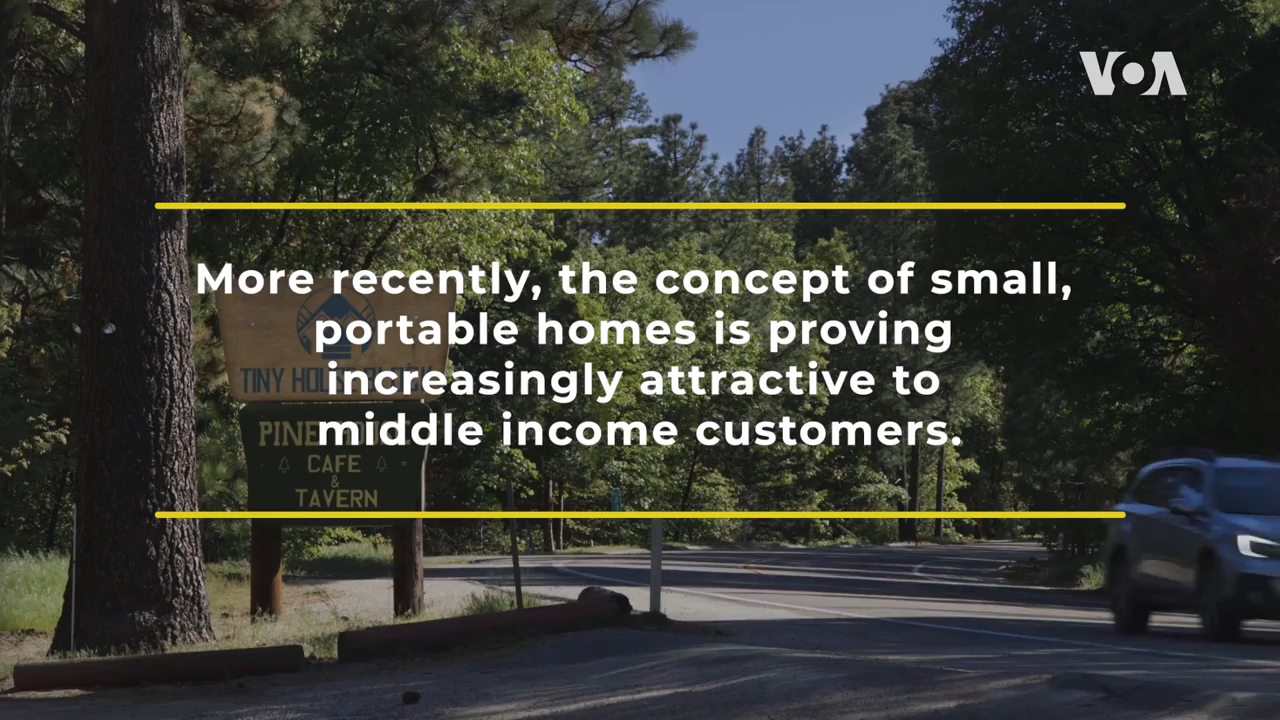 VOA
More recently, the concept of small,
portable homes is proving
increasingly attractive to
middle income customers.
TINY
CAFE
&
TAVERN